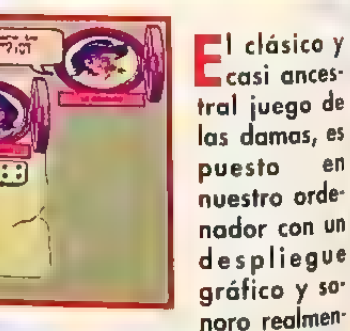 El clásico y
casi ances-
tral juego de
las damas, es
puesto en
nuestro orde-
nador con un
despliegue
gráfico y so-
noro realmen-